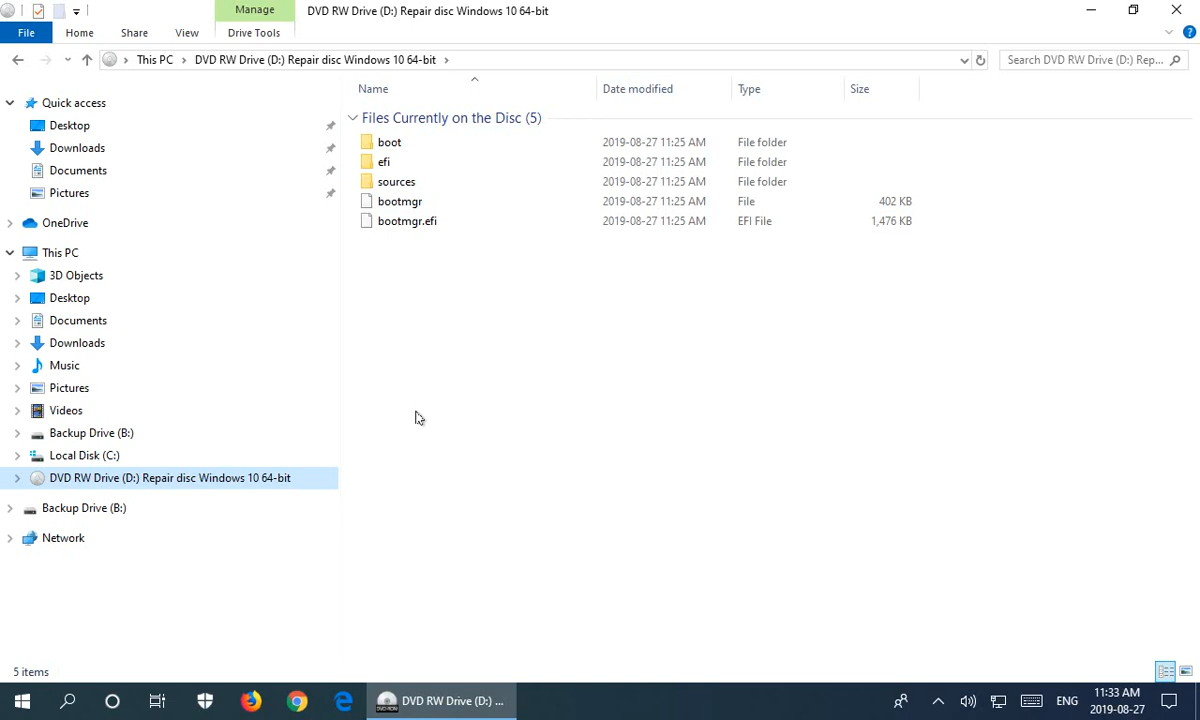 Manage
DVD RW Drive (D:) Repair disc Windows 10 64-bit
File
Home
Share
View
Drive Tools
This PC
DVD RW Drive (D:) Repair disc Windows 10 64-bit
Search DVD RW Drive (D:) Rep...
Name
Date modified
Type
Size
Quick access
Desktop
Downloads
Documents
Pictures
OneDrive
This PC
3D Objects
Desktop
Documents
Downloads
Music
Pictures
Videos
Backup Drive (B:)
Local Disk (C:)
DVD RW Drive (D:) Repair disc Windows 10 64-bit
Backup Drive (B:)
Network
Files Currently on the Disc (5)
boot 2019-08-27 11:25 AM File folder
efi 2019-08-27 11:25 AM File folder
sources 2019-08-27 11:25 AM File folder
bootmgr 2019-08-27 11:25 AM File 402 KB
bootmgr.efi 2019-08-27 11:25 AM EFI File 1,476 KB
5 items
DVD RW Drive (D:) ...
ENG
11:33 AM
2019-08-27